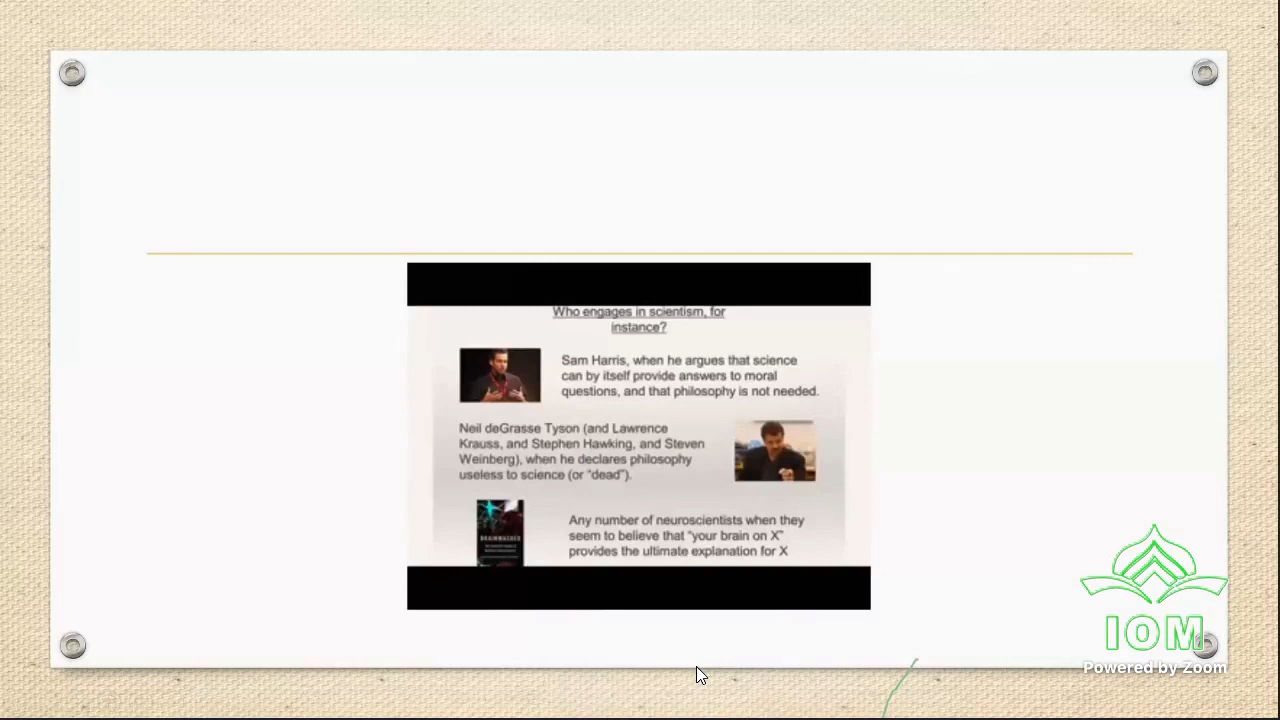 Who engages in scientism, for
instance?
Sam Harris, when he argues that science
can by itself provide answers to moral
questions, and that philosophy is not needed.
Neil deGrasse Tyson (and Lawrence
Krauss, and Stephen Hawking, and Steven
Weinberg), when he declares philosophy
useless to science (or “dead”).
BRAINWASHED
Any number of neuroscientists when they
seem to believe that “your brain on X”
provides the ultimate explanation for X
IOM
Powered by Zoom